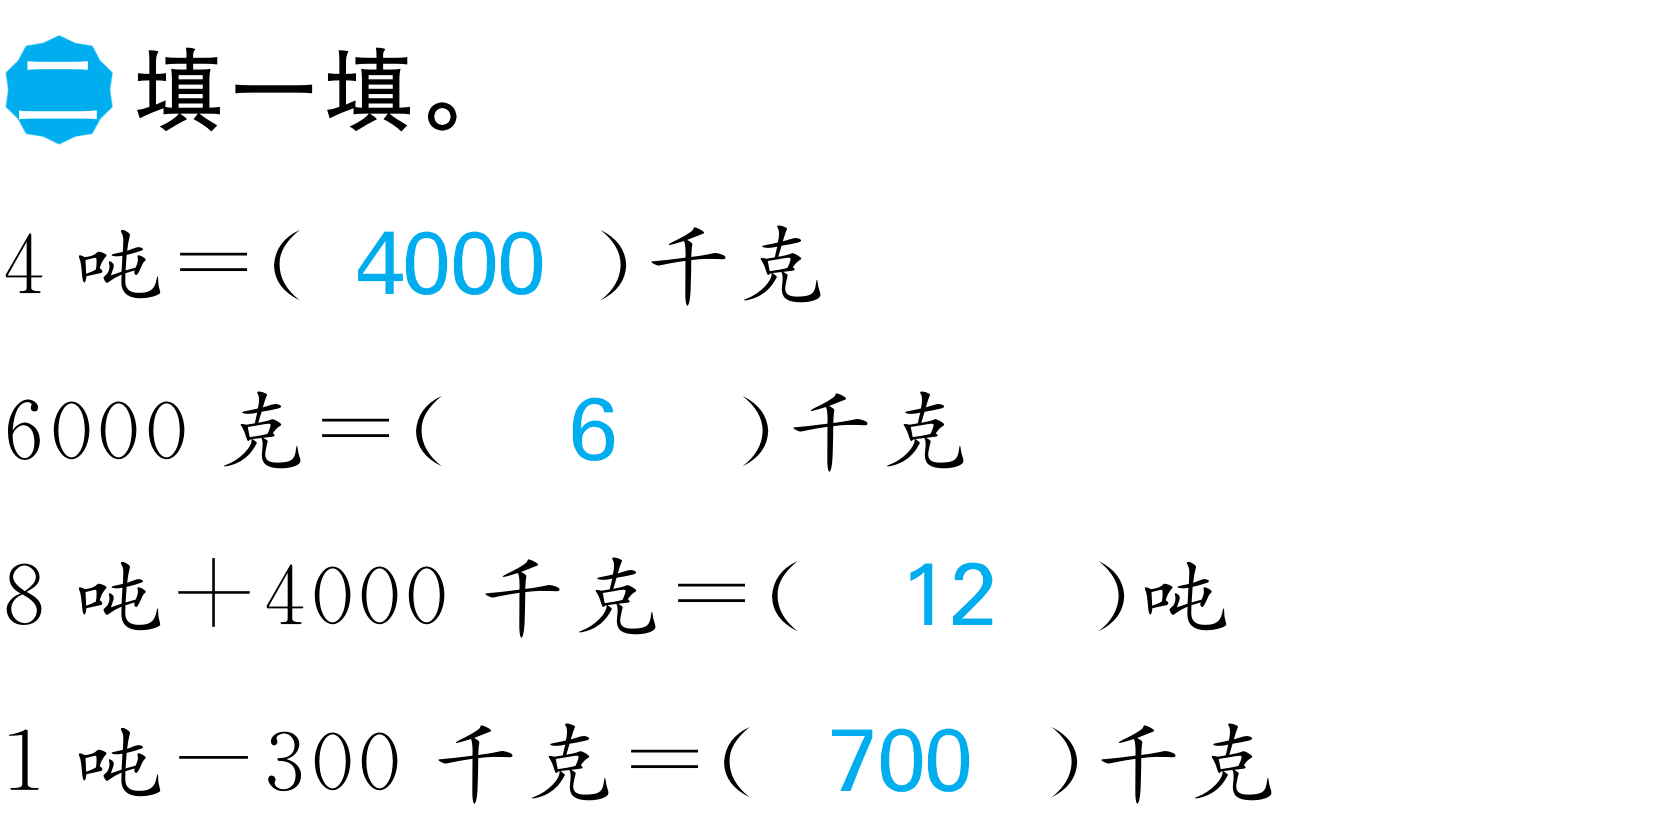 二 填一填。
4 吨=( 4000 )千克
6000 克=( 6 )千克
8 吨+4000 千克=( 12 )吨
1 吨-300 千克=( 700 )千克